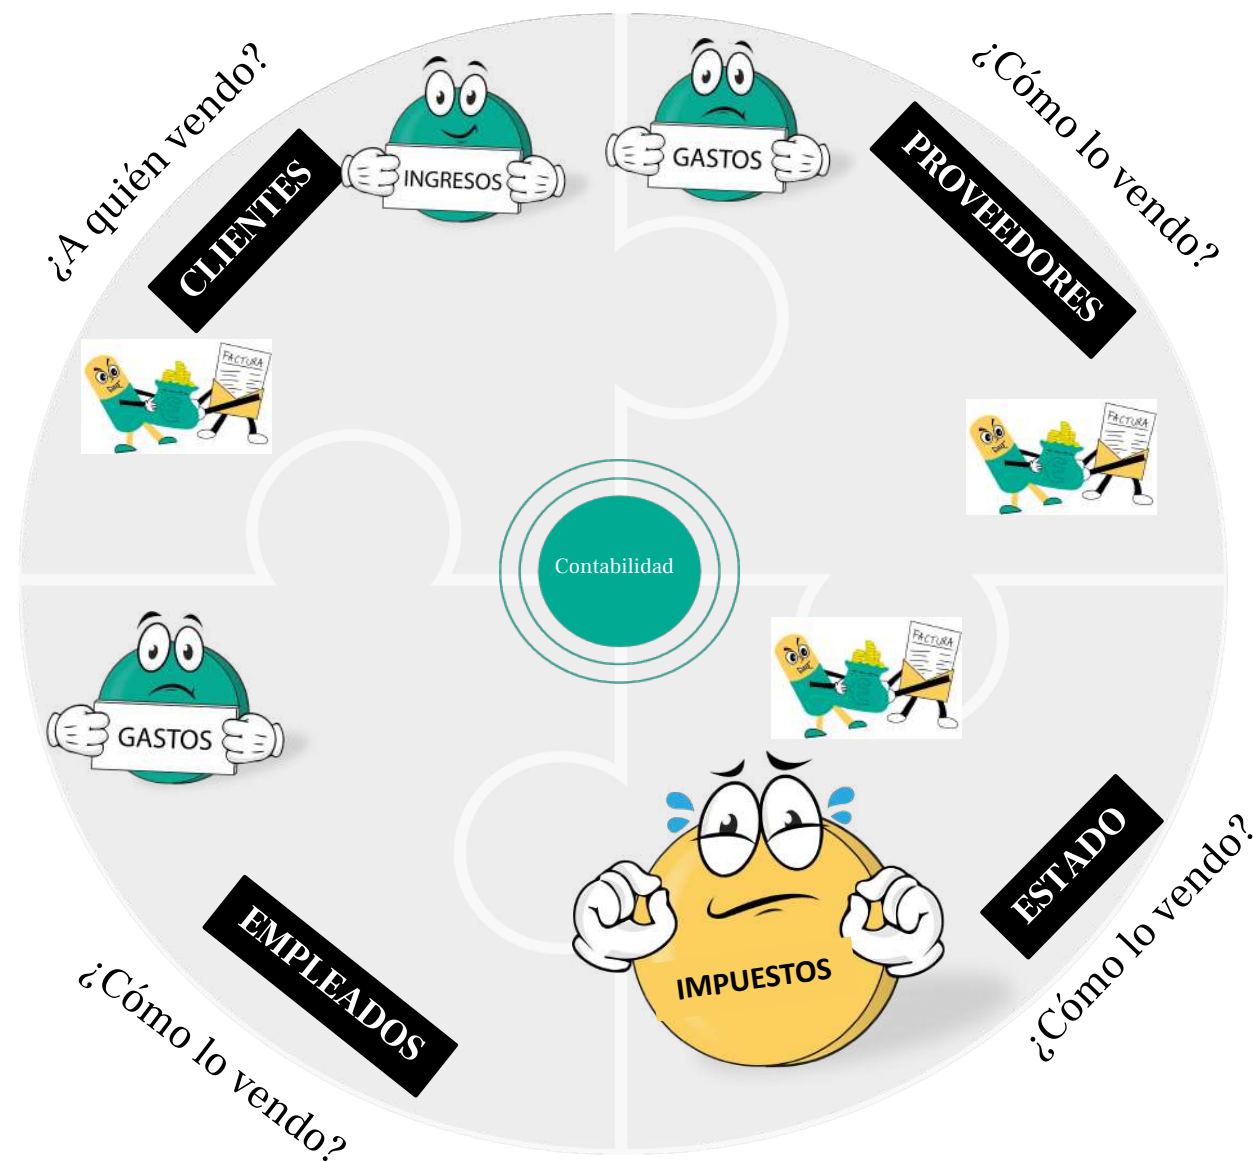 ¿A quién vendo?
CLIENTES
INGRESOS
FACTURA
GASTOS
¿Cómo lo vendo?
PROVEEDORES
FACTURA
Contabilidad
GASTOS
EMPLEADOS
¿Cómo lo vendo?
FACTURA
IMPUESTOS
ESTADO
¿Cómo lo vendo?